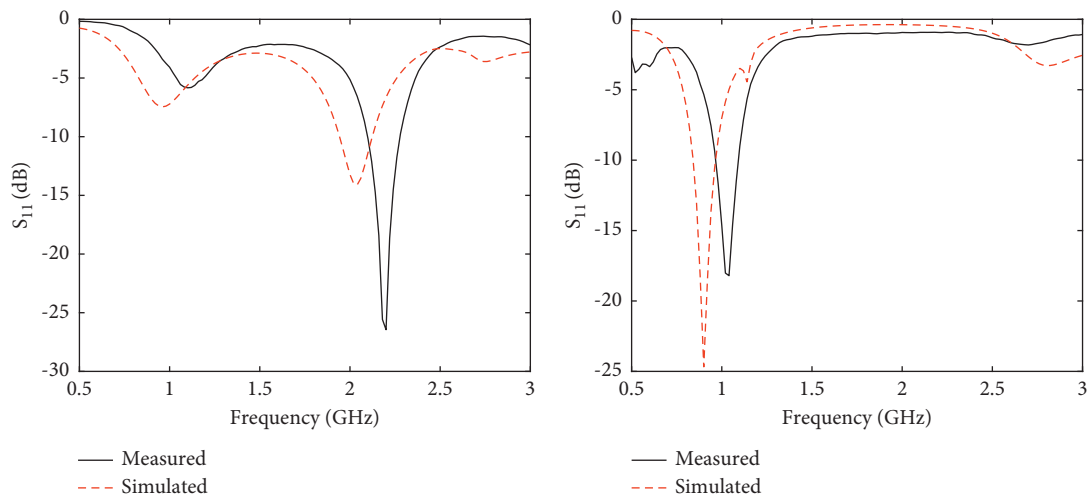 0
-5
-10
-15
-20
-25
-30
S11 (dB)
0.5 1 1.5 2 2.5 3
Frequency (GHz)
Measured
Simulated
0
-5
-10
-15
-20
-25
S11 (dB)
0.5 1 1.5 2 2.5 3
Frequency (GHz)
Measured
Simulated